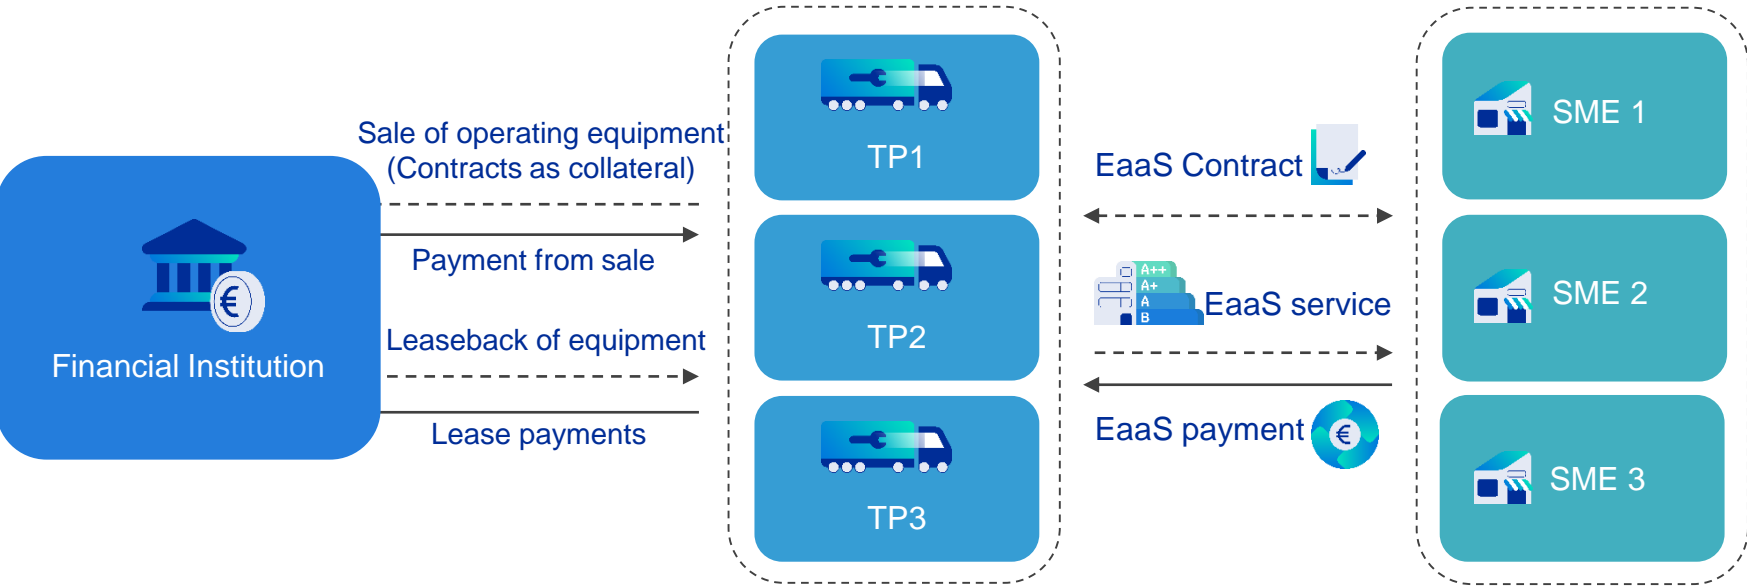 Sale of operating equipment
(Contracts as collateral)
Payment from sale
Leaseback of equipment
Lease payments
€
Financial Institution
TP1
TP2
TP3
EaaS Contract
A++
A+
A
B
EaaS service
EaaS payment
€
SME 1
SME 2
SME 3